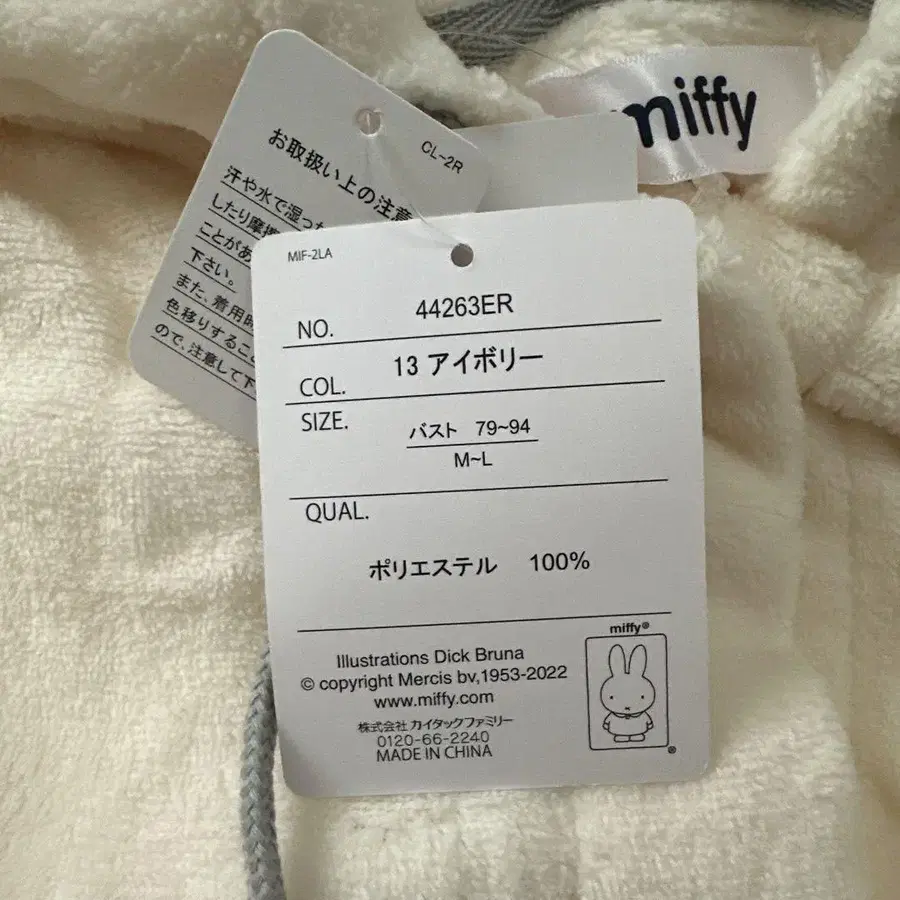 miffy
CL-2R
お取扱い上の注意
汗や水で湿っ
したり摩擦
ことがあ
下さい。
また、着用時
色移りすること
ので、注意して下
MIF-2LA
NO. 44263ER
COL. 13 アイボリー
SIZE. バスト 79~94
M~L
QUAL.
ポリエステル 100%
Illustrations Dick Bruna
© copyright Mercis bv,1953-2022
www.miffy.com
株式会社 カイタックファミリー
0120-66-2240
MADE IN CHINA
miffy®
®